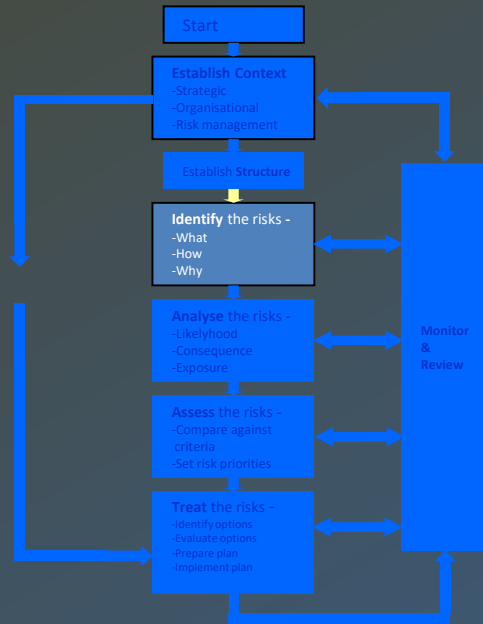 Start
Establish Context
-Strategic
-Organisational
-Risk management
Establish Structure
Identify the risks -
-What
-How
-Why
Analyse the risks -
-Likelyhood
-Consequence
-Exposure
Assess the risks -
-Compare against
criteria
-Set risk priorities
Treat the risks -
-Identify options
-Evaluate options
-Prepare plan
-Implement plan
Monitor
&
Review